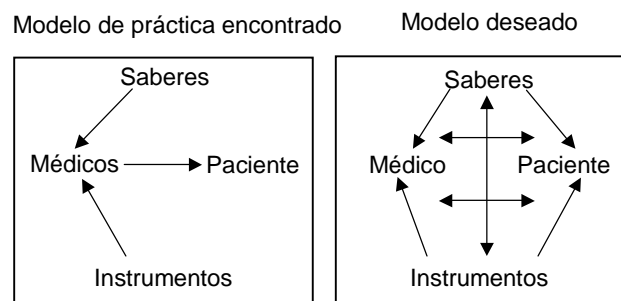 Modelo de práctica encontrado
Modelo deseado
Saberes
Médicos
Paciente
Instrumentos
Saberes
Médico
Paciente
Instrumentos